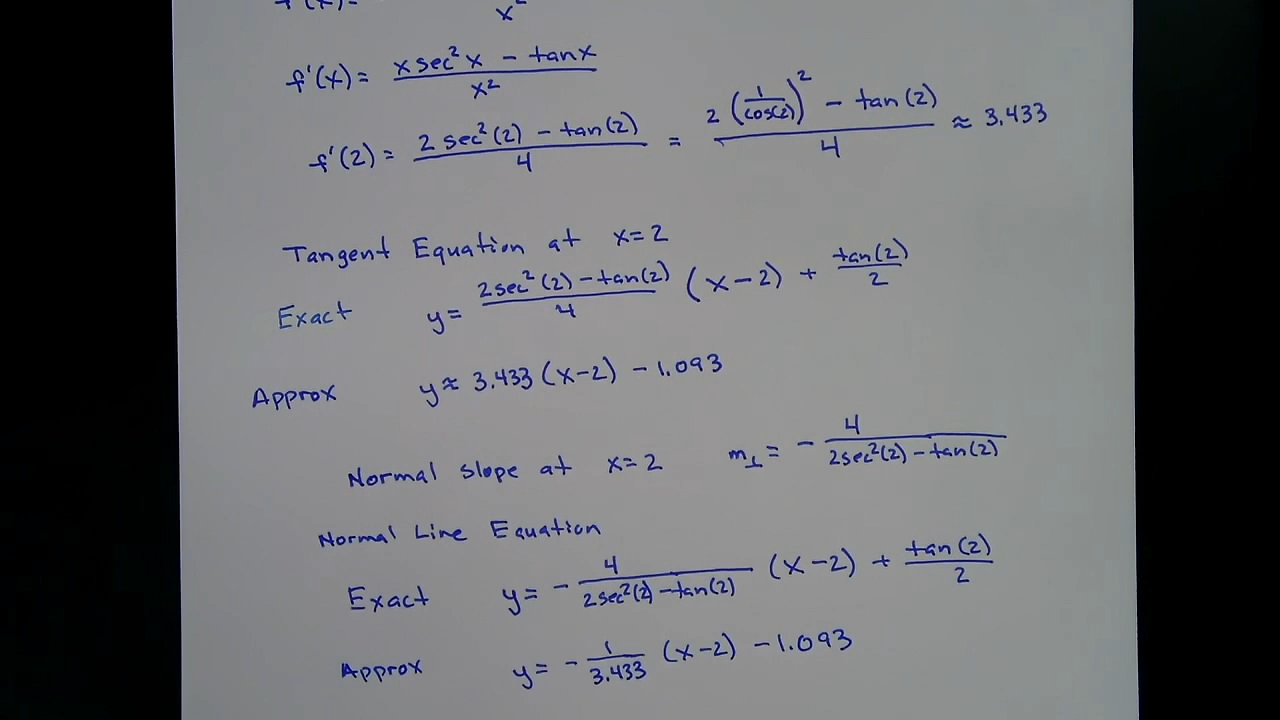 f'(x)=
x²
f'(x) = (x sec²x - tanx)/x²
f'(2) = (2 sec²(2) - tan(2))/4 = (2 (1/cos(2))² - tan(2))/4 ≈ 3.433
Tangent Equation at x=2
Exact y = (2sec²(2) - tan(2))/4 (x-2) + tan(2)/2
Approx y ≈ 3.433 (x-2) - 1.093
Normal slope at x=2 m⊥ = - 4/(2sec²(2) - tan(2))
Normal Line Equation
Exact y = - 4/(2sec²(2) - tan(2)) (x-2) + tan(2)/2
Approx y = - 1/3.433 (x-2) - 1.093